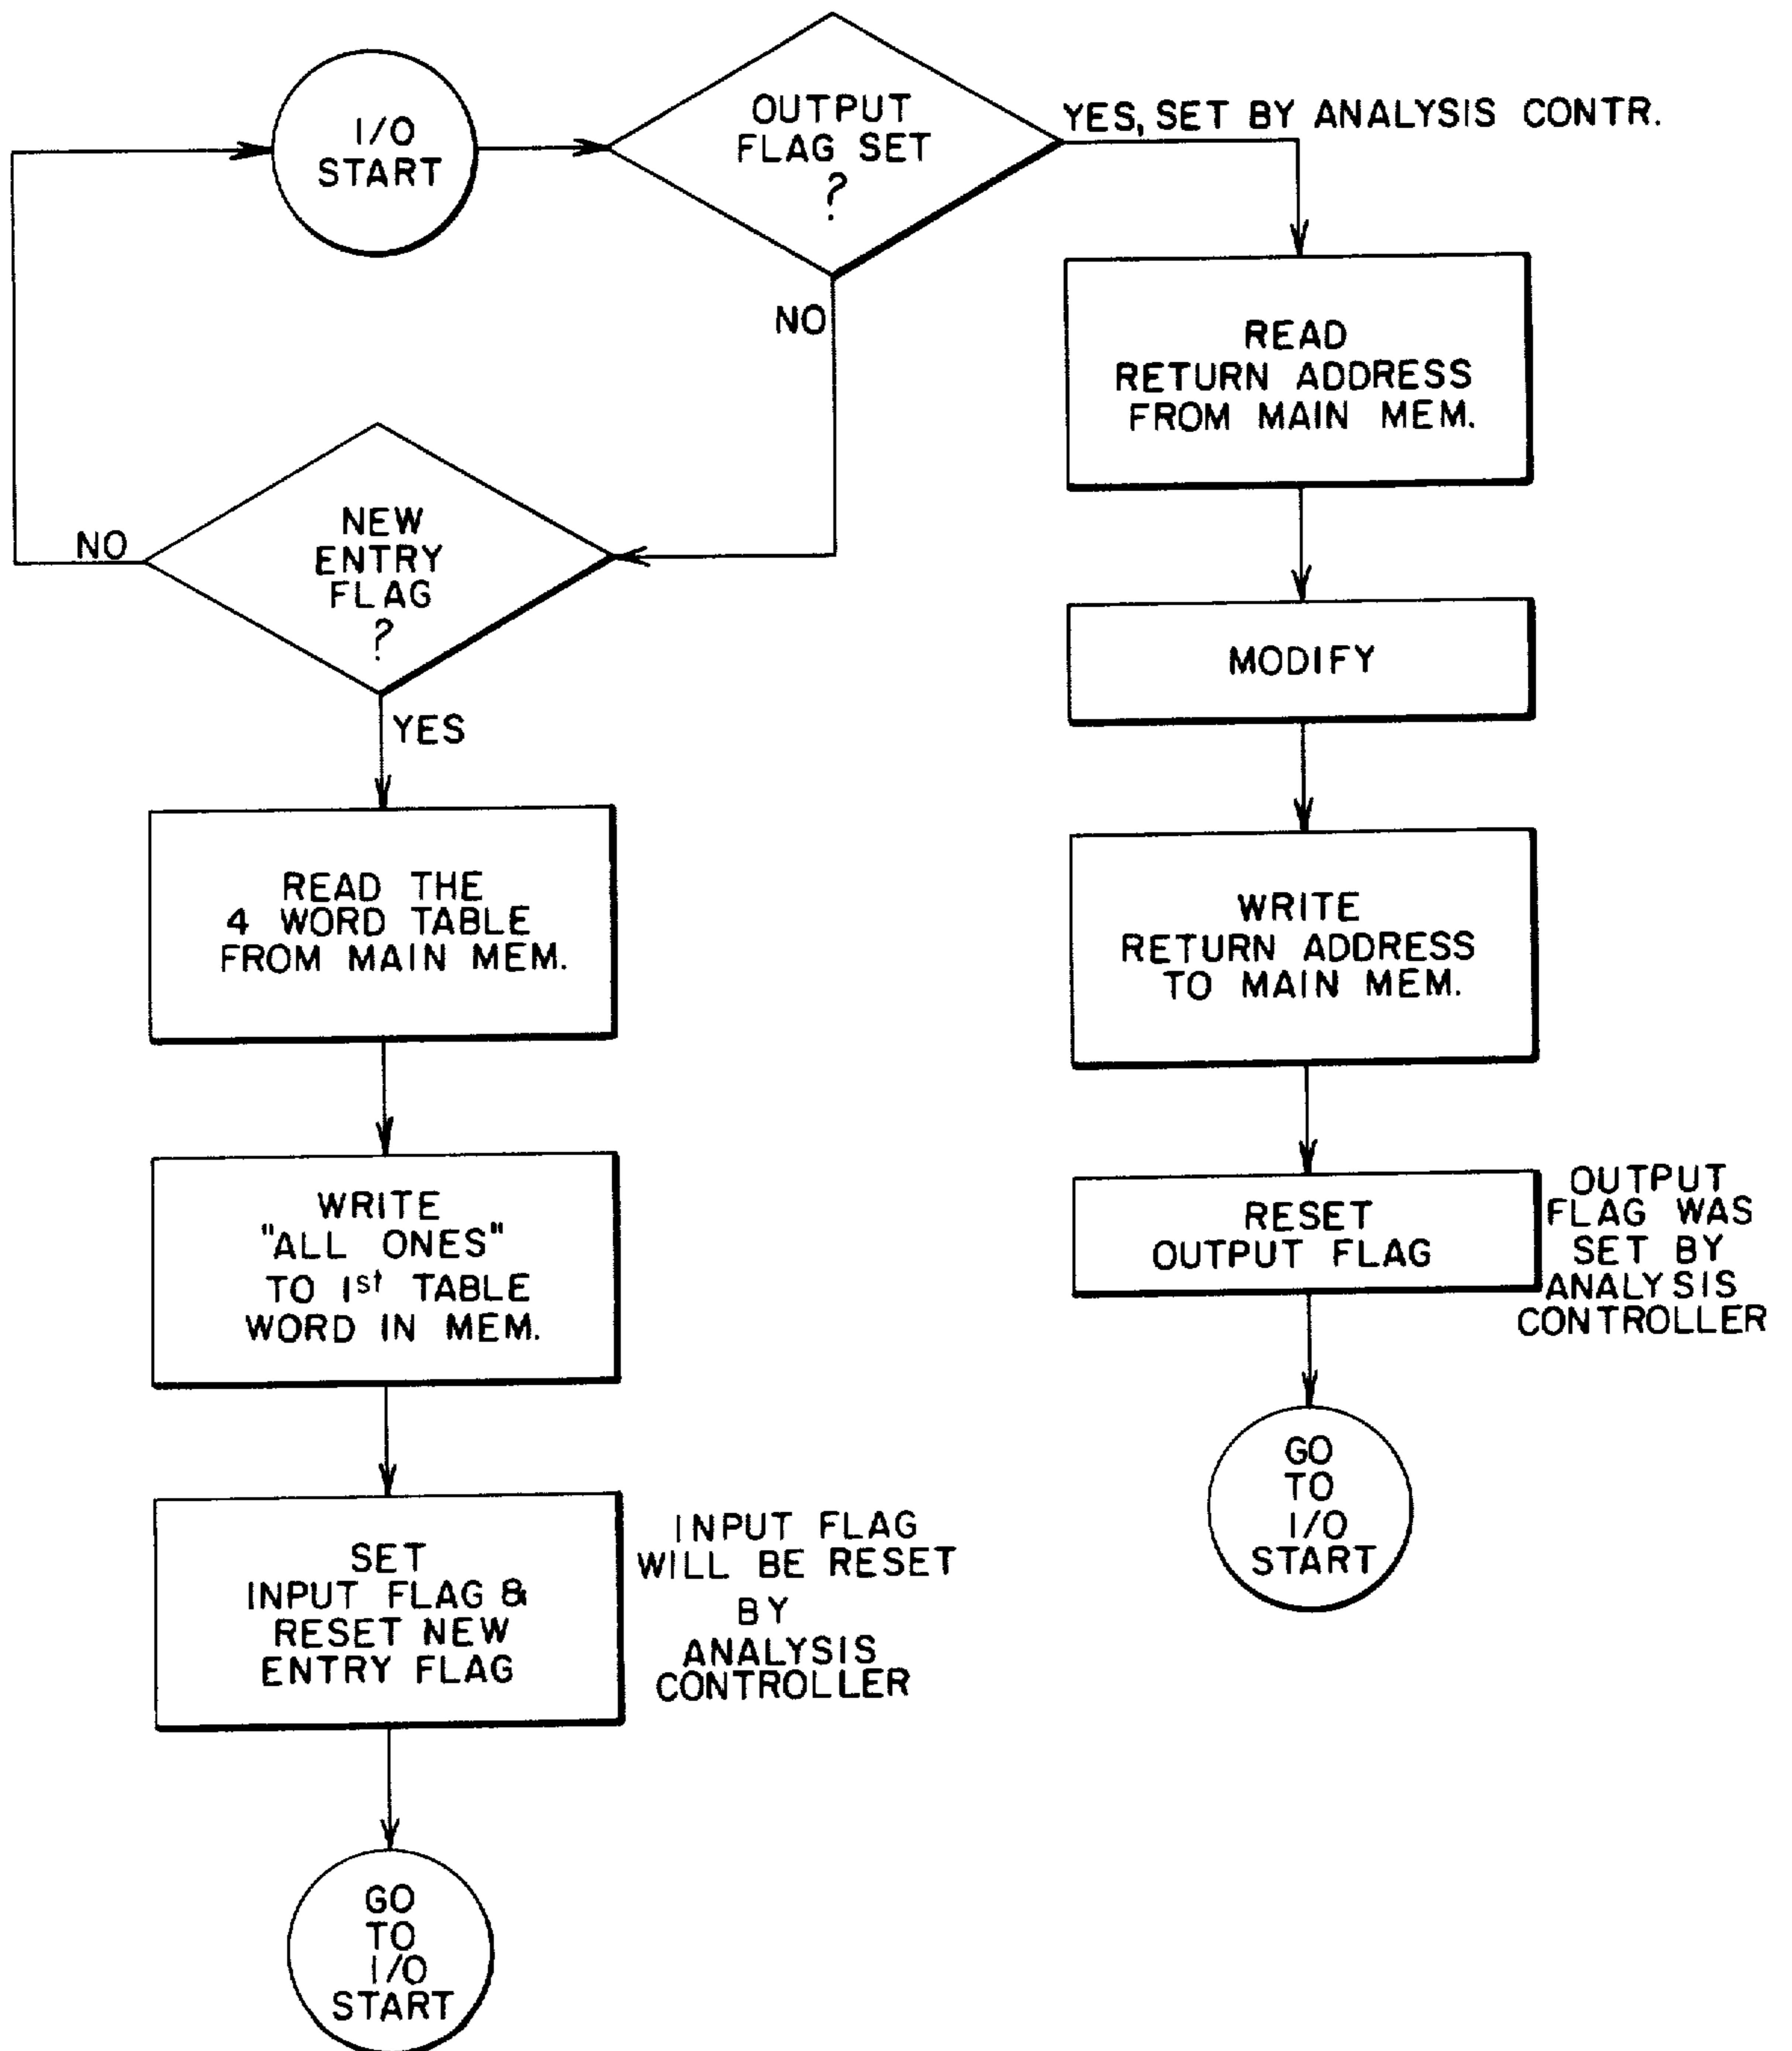 I/O
START
OUTPUT
FLAG SET
?
YES, SET BY ANALYSIS CONTR.
NO
READ
RETURN ADDRESS
FROM MAIN MEM.
NEW
ENTRY
FLAG
?
NO
YES
MODIFY
READ THE
4 WORD TABLE
FROM MAIN MEM.
WRITE
RETURN ADDRESS
TO MAIN MEM.
WRITE
"ALL ONES"
TO 1st TABLE
WORD IN MEM.
RESET
OUTPUT FLAG
OUTPUT
FLAG WAS
SET BY
ANALYSIS
CONTROLLER
SET
INPUT FLAG &
RESET NEW
ENTRY FLAG
INPUT FLAG
WILL BE RESET
BY
ANALYSIS
CONTROLLER
GO
TO
I/O
START
GO
TO
I/O
START